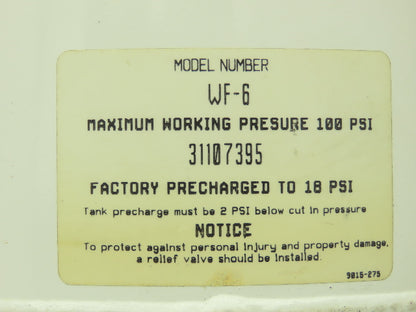 MODEL NUMBER
WF-6
MAXIMUM WORKING PRESURE 100 PSI
31107395
FACTORY PRECHARGED TO 18 PSI
Tank precharge must be 2 PSI below cut in pressure
NOTICE
To protect against personal injury and property damage,
a relief valve should be installed.
9015-275